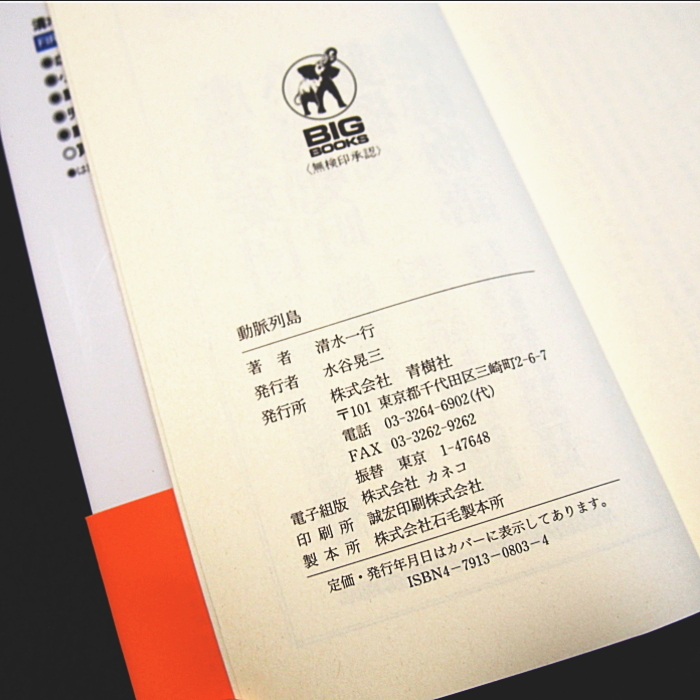 BIG
BOOKS
〈無検印承認〉
動脈列島
著 者 清水一行
発行者 水谷晃三
発行所 株式会社 青樹社
〒101 東京都千代田区三崎町2-6-7
電話 03-3264-6902(代)
FAX 03-3262-9262
振替 東京 1-47648
電子組版 株式会社 カネコ
印刷所 誠宏印刷株式会社
製本所 株式会社石毛製本所
定価・発行年月日はカバーに表示してあります。
ISBN4-7913-0803-4